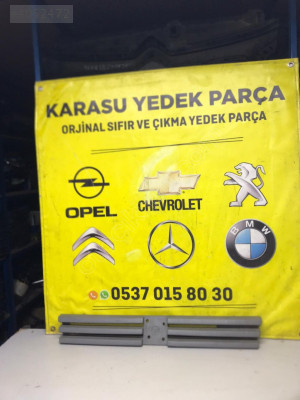 KARASU YEDEK PARÇA
ORJİNAL SIFIR VE ÇIKMA YEDEK PARÇA
OPEL
CHEVROLET
BMW
0537 015 80 30